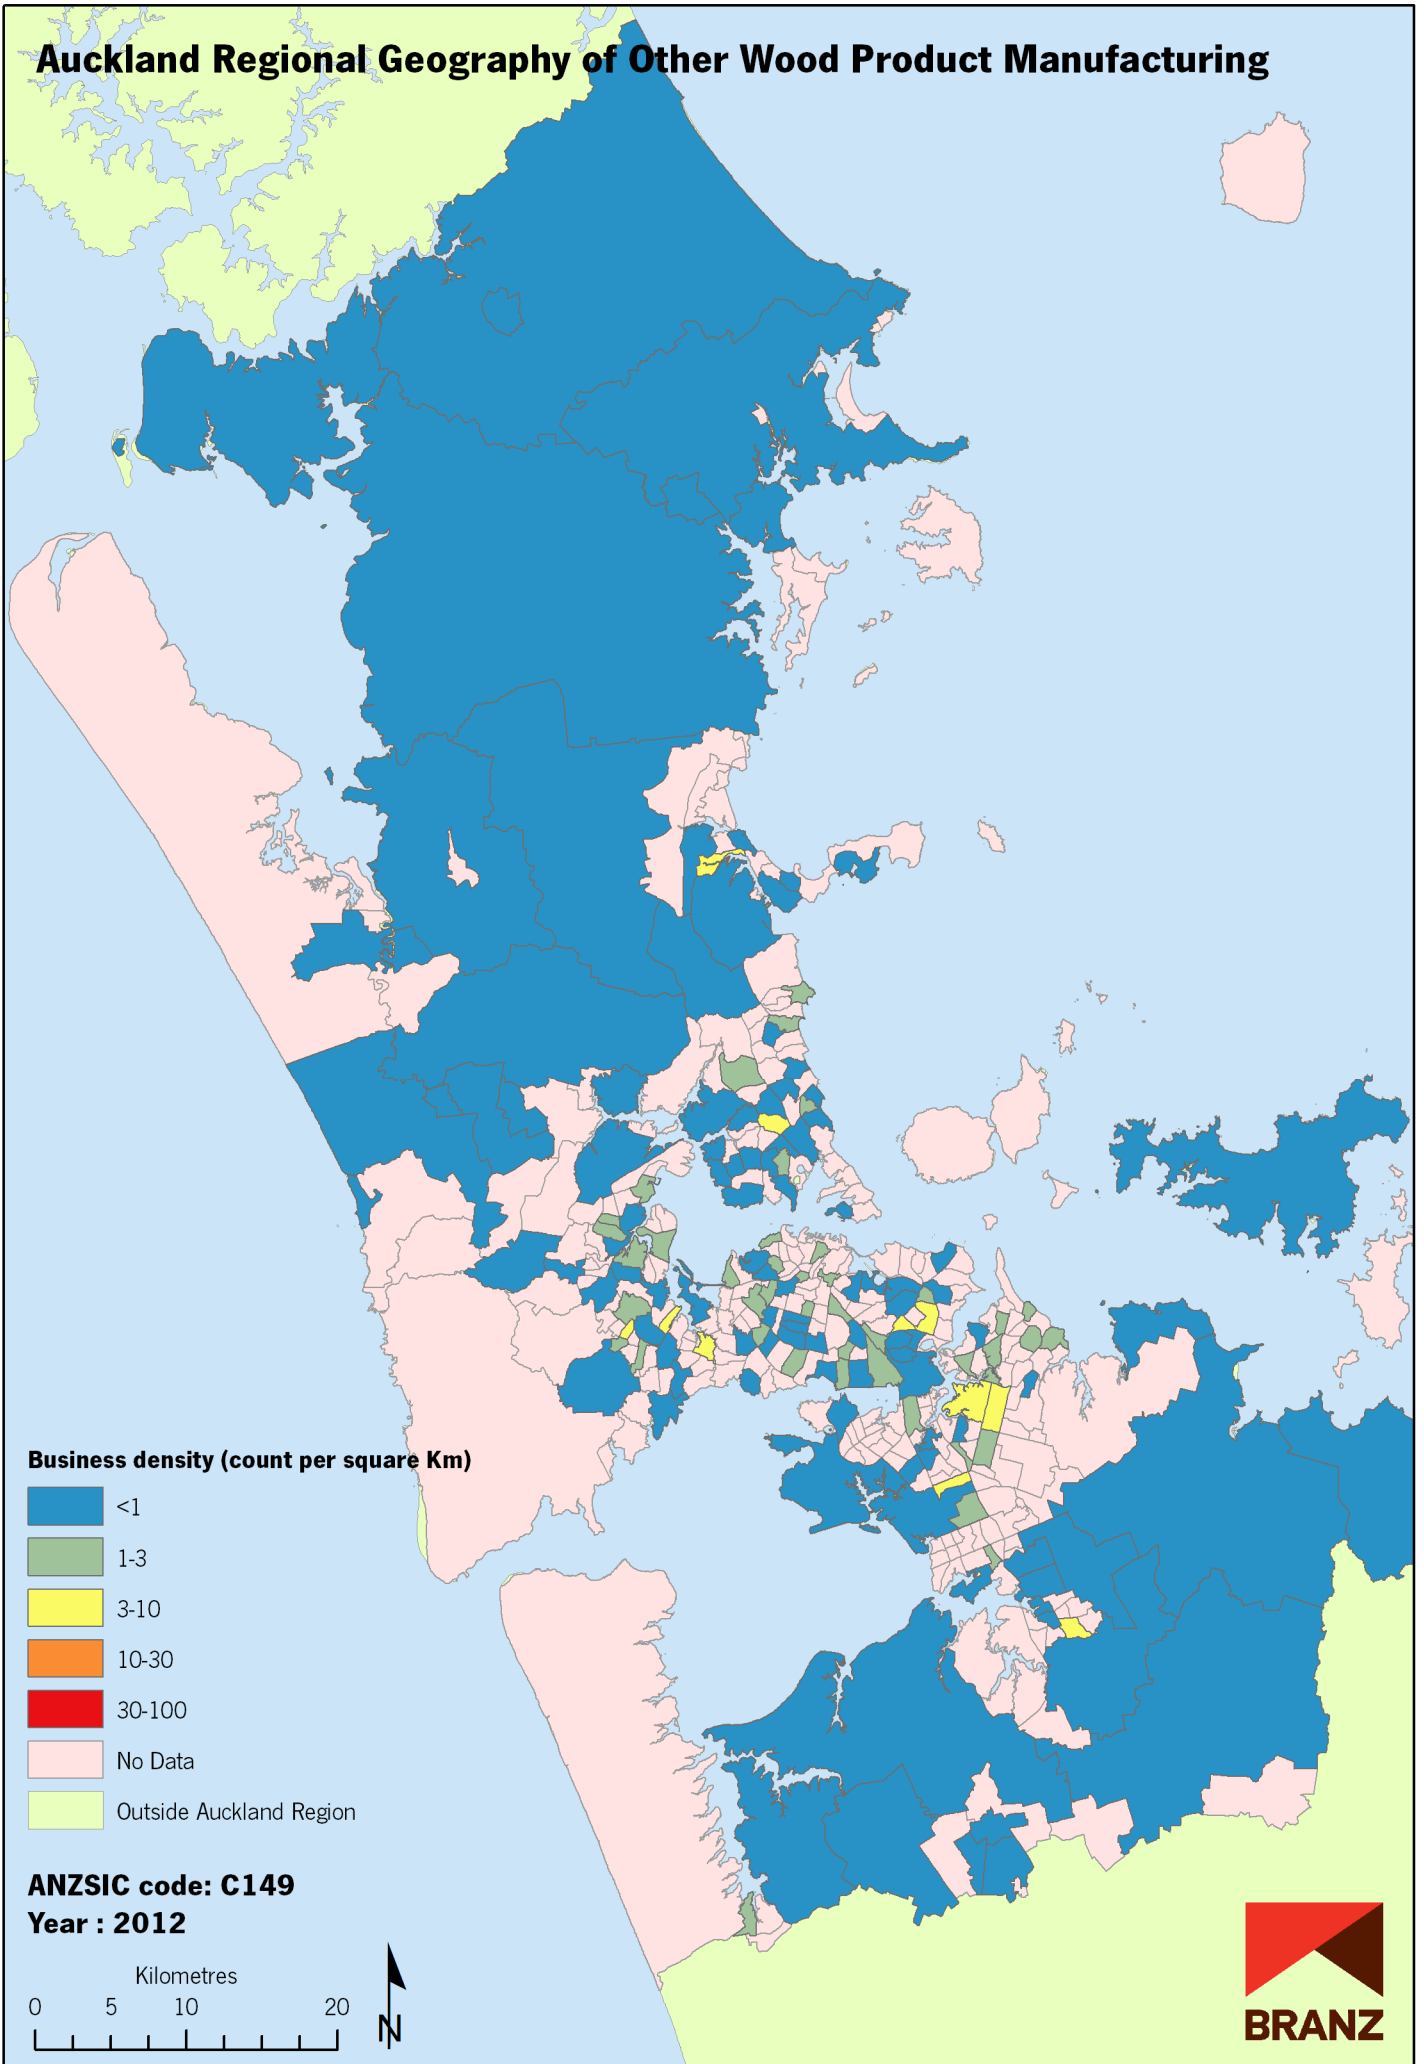 Auckland Regional Geography of Other Wood Product Manufacturing
Business density (count per square Km)
<1
1-3
3-10
10-30
30-100
No Data
Outside Auckland Region
ANZSIC code: C149
Year : 2012
Kilometres
0 5 10 20
N
BRANZ